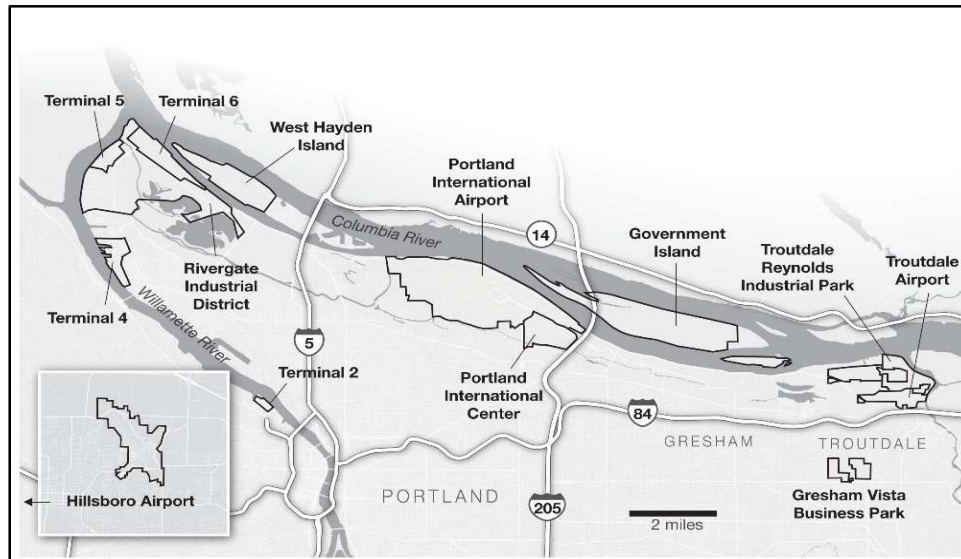 Terminal 5
Terminal 6
West Hayden
Island
Portland
International
Airport
Columbia River
14
Government
Island
Troutdale
Reynolds
Industrial Park
Troutdale
Airport
Rivergate
Industrial
District
Terminal 4
Willamette River
5
Terminal 2
Portland
International
Center
84
GRESHAM
TROUTDALE
Hillsboro Airport
PORTLAND
205
2 miles
Gresham Vista
Business Park